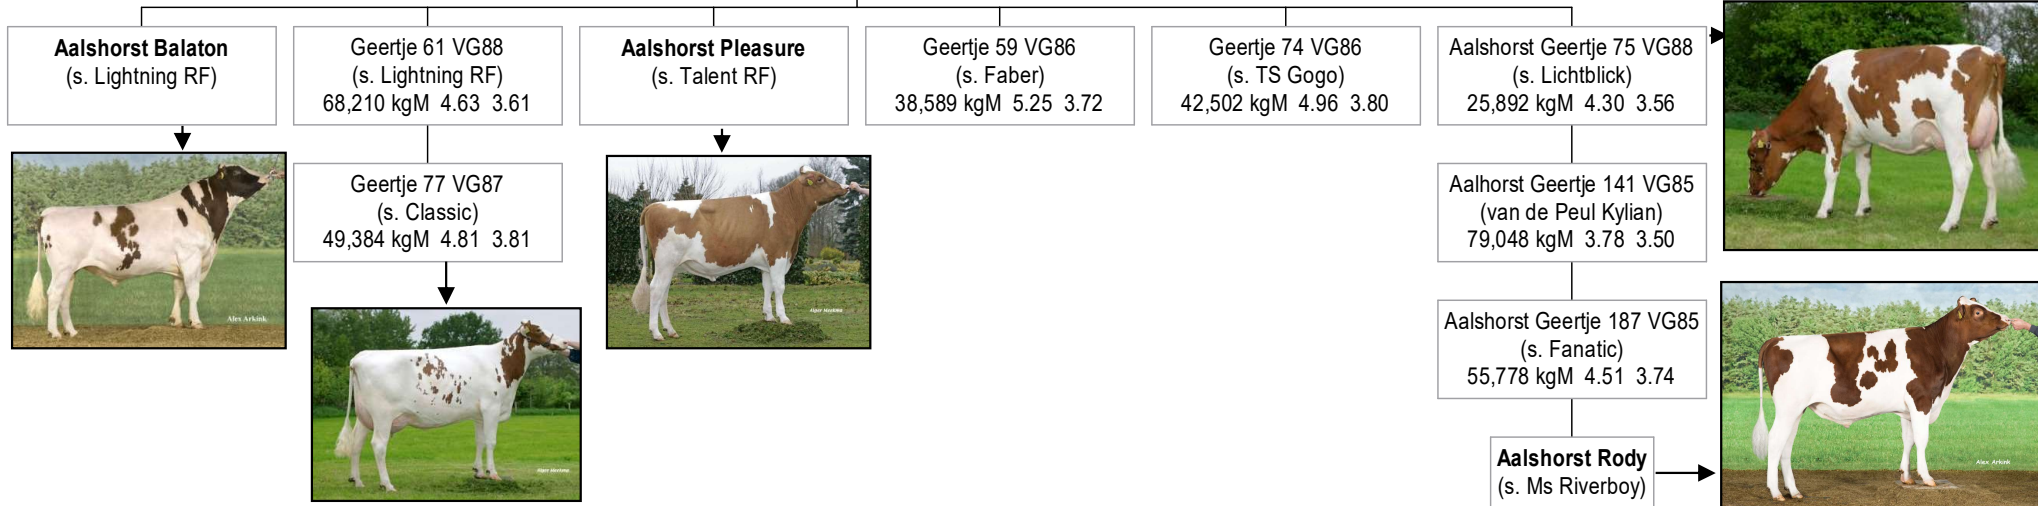 Aalshorst Balaton
(s. Lightning RF)
Geertje 61 VG88
(s. Lightning RF)
68,210 kgM 4.63 3.61
Aalshorst Pleasure
(s. Talent RF)
Geertje 59 VG86
(s. Faber)
38,589 kgM 5.25 3.72
Geertje 74 VG86
(s. TS Gogo)
42,502 kgM 4.96 3.80
Aalshorst Geertje 75 VG88
(s. Lichtblick)
25,892 kgM 4.30 3.56
Geertje 77 VG87
(s. Classic)
49,384 kgM 4.81 3.81
Aalhorst Geertje 141 VG85
(van de Peul Kylian)
79,048 kgM 3.78 3.50
Alex Arkink
Aalshorst Geertje 187 VG85
(s. Fanatic)
55,778 kgM 4.51 3.74
Aalshorst Rody
(s. Ms Riverboy)
Alex Arkink